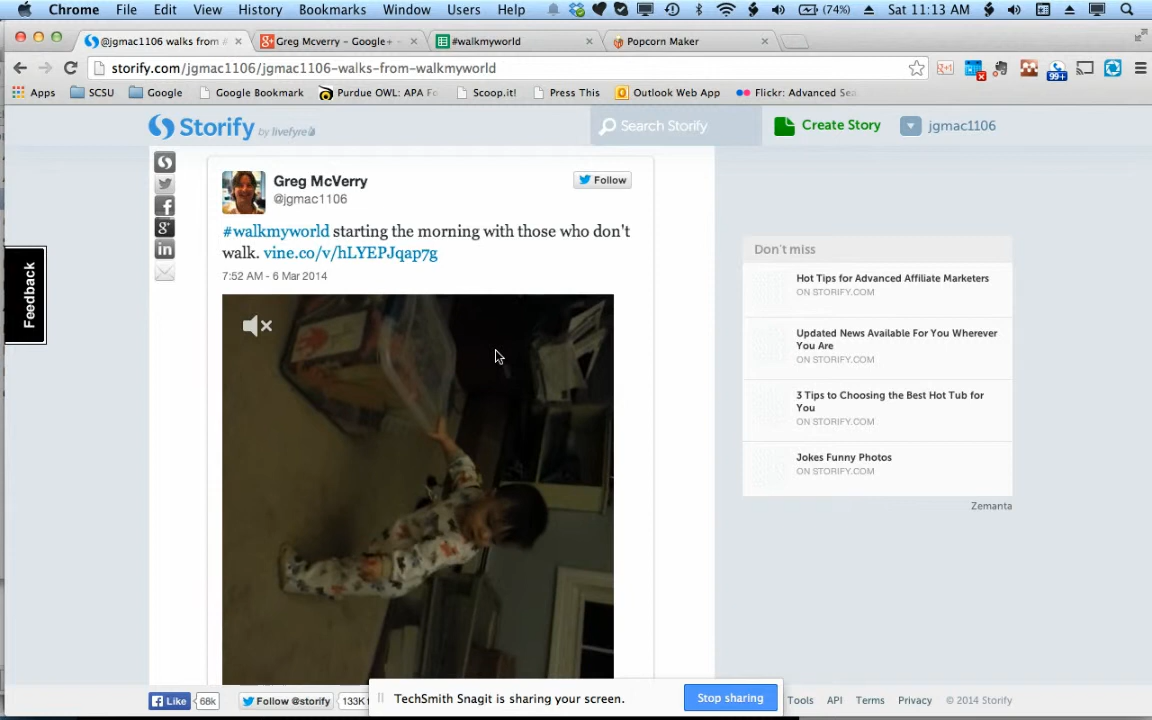 Chrome File Edit View History Bookmarks Window Users Help (74%) Sat 11:13 AM
@jgmac1106 walks from # Greg Mcverry - Google+ #walkmyworld Popcorn Maker
storify.com/jgmac1106/jgmac1106-walks-from-walkmyworld 99+
Apps SCSU Google Google Bookmark Purdue OWL: APA Fo Scoop.it! Press This Outlook Web App Flickr: Advanced Sea
Storify by livefyre Search Storify Create Story jgmac1106
Greg McVerry Follow
@jgmac1106
#walkmyworld starting the morning with those who don't
walk. vine.co/v/hLYEPJqap7g
7:52 AM - 6 Mar 2014
Feedback
Don't miss
Hot Tips for Advanced Affiliate Marketers
ON STORIFY.COM
Updated News Available For You Wherever
You Are
ON STORIFY.COM
3 Tips to Choosing the Best Hot Tub for
You
ON STORIFY.COM
Jokes Funny Photos
ON STORIFY.COM
Zemanta
Like 68k Follow @storify 133K TechSmith Snagit is sharing your screen. Stop sharing Tools API Terms Privacy © 2014 Storify